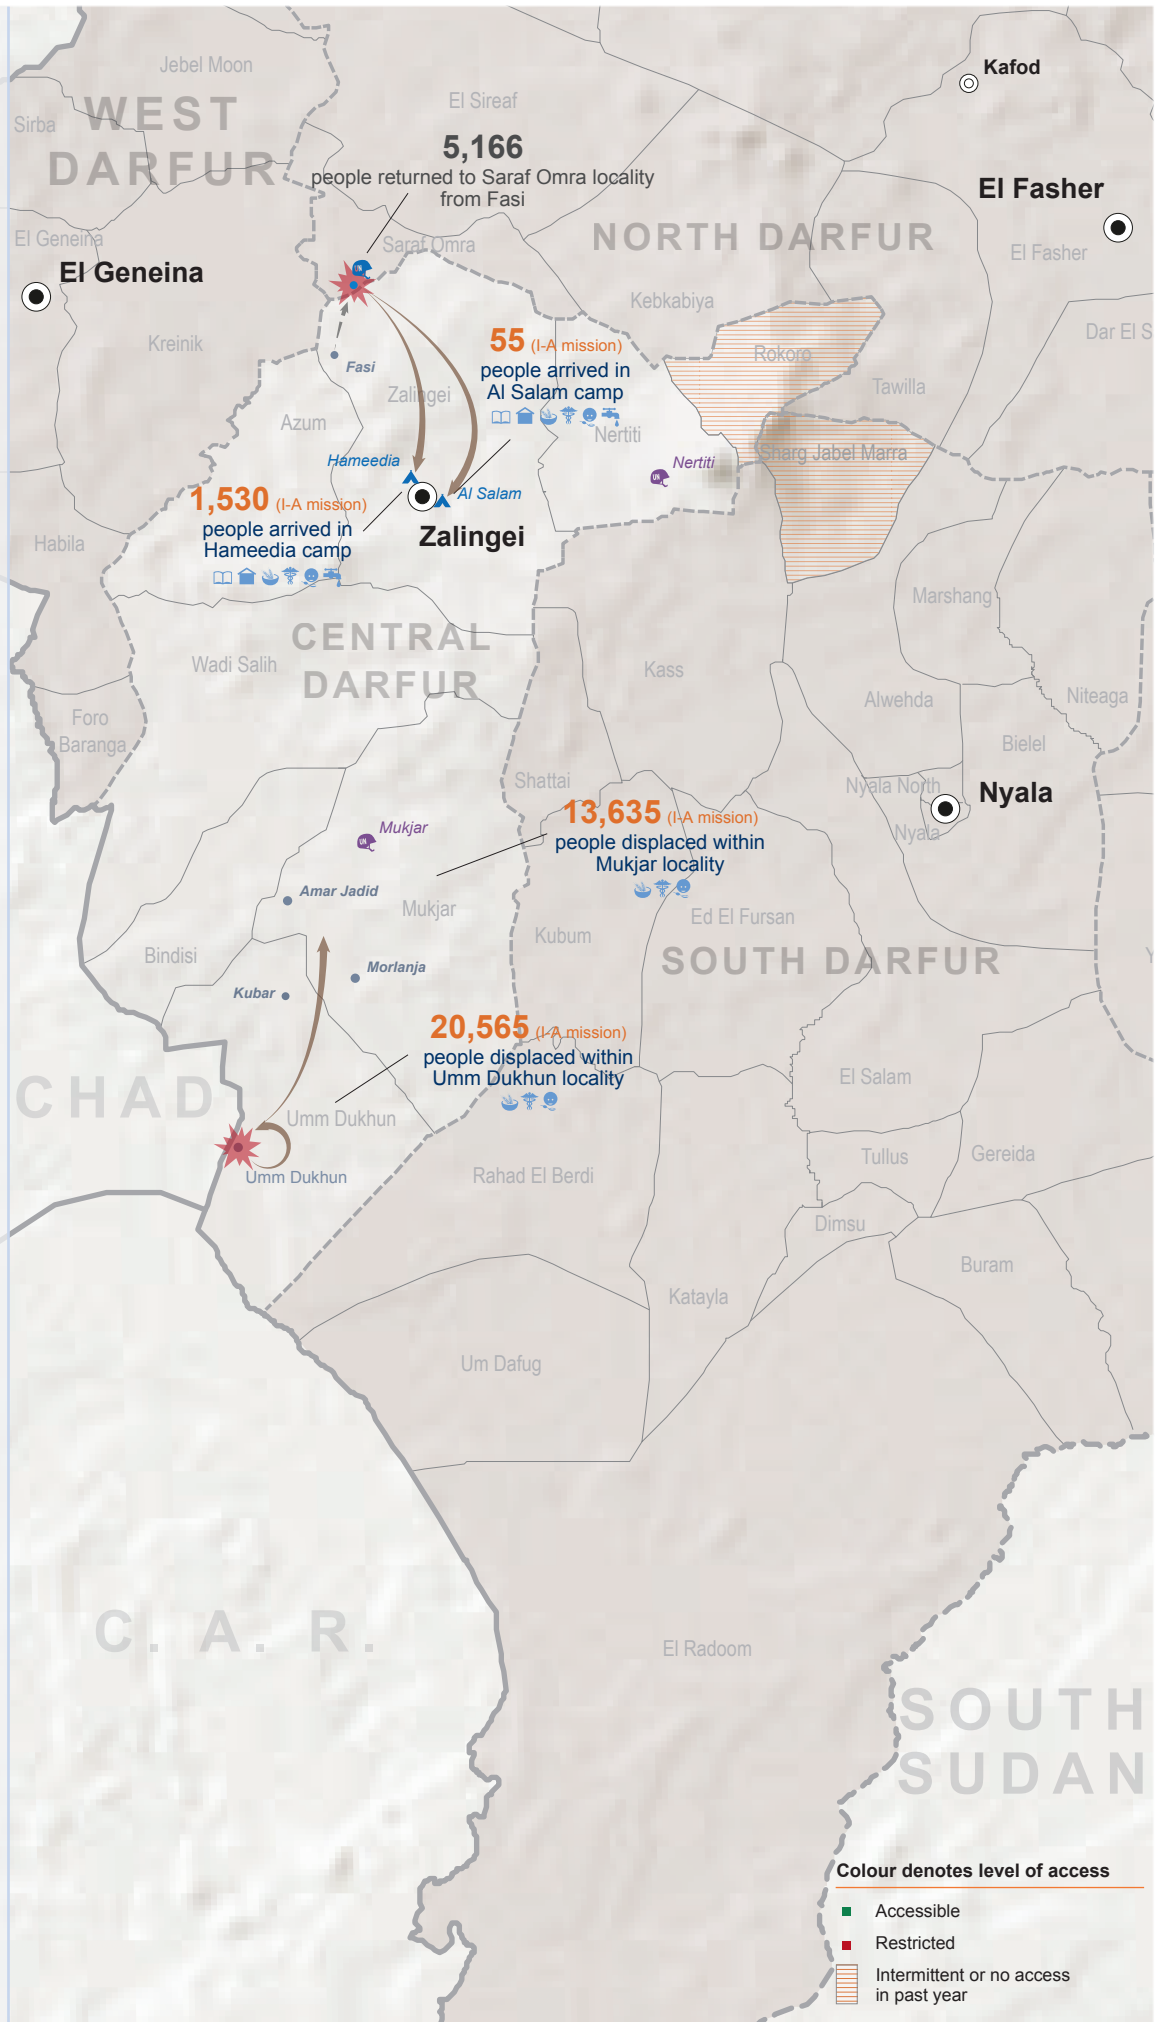 Jebel Moon
Kafod
El Sireaf
WEST
DARFUR
Sirba
5,166
people returned to Saraf Omra locality
from Fasi
El Fasher
NORTH DARFUR
El Geneina
Saraf Omra
El Fasher
El Geneina
UN
Kebkabiya
Kreinik
55 (I-A mission)
people arrived in
Al Salam camp
Dar El S
Rokoro
Fasi
Zalingei
Tawilla
Azum
Nertiti
Sharg Jabel Marra
Hameedia
Nertiti
UN
1,530 (I-A mission)
people arrived in
Hameedia camp
Al Salam
Zalingei
Habila
Marshang
CENTRAL
DARFUR
Wadi Salih
Kass
Niteaga
Alwehda
Foro
Baranga
Bielel
Shattai
Nyala North
Nyala
Nyala
13,635 (I-A mission)
people displaced within
Mukjar locality
Mukjar
UN
Amar Jadid
Mukjar
Ed El Fursan
Kubum
Bindisi
SOUTH DARFUR
Y
Morlanja
Kubar
20,565 (I-A mission)
people displaced within
Umm Dukhun locality
CHAD
El Salam
Umm Dukhun
Tullus
Gereida
Umm Dukhun
Rahad El Berdi
Dimsu
Buram
Katayla
Um Dafug
C. A. R.
El Radoom
SOUTH
SUDAN
Colour denotes level of access
Accessible
Restricted
Intermittent or no access
in past year